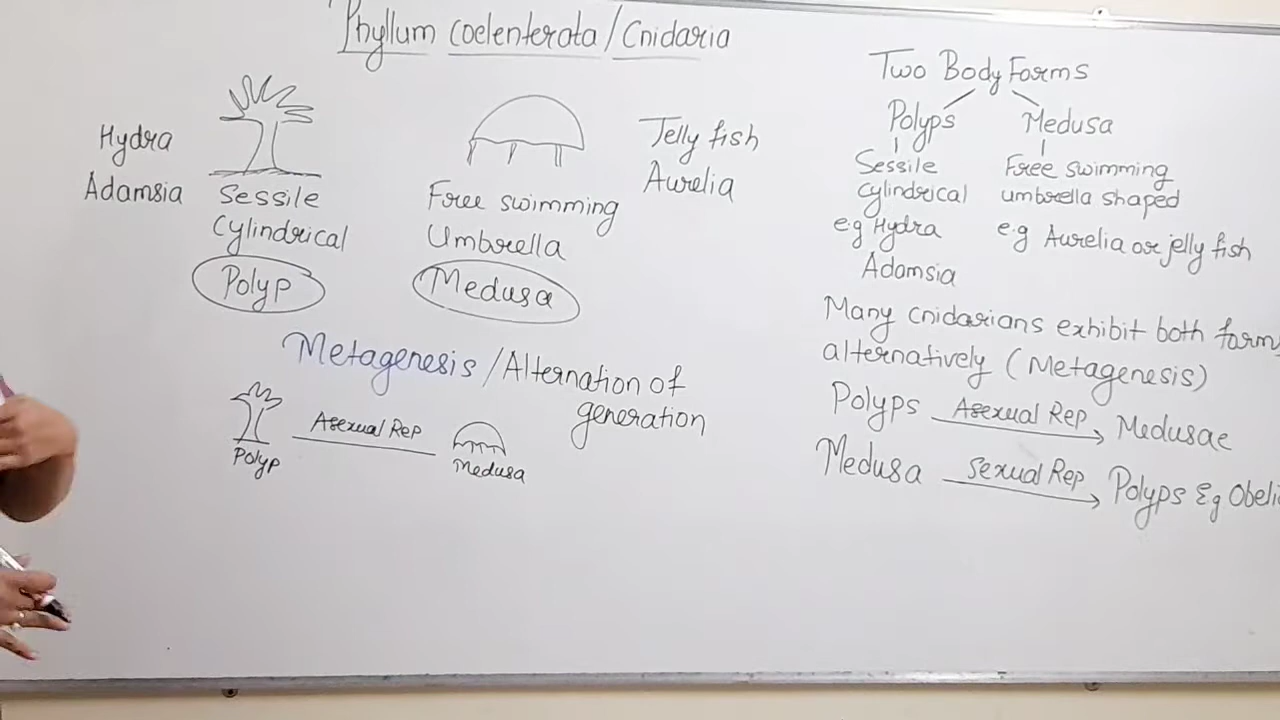 Phyllum Coelenterata/Cnidaria
Hydra
Adamsia
Sessile
Cylindrical
Polyp
Free swimming
Umbrella
Medusa
Jelly fish
Aurelia
Metagenesis/Alternation of
generation
Asexual Rep
Polyp
Medusa
Two Body Forms
Polyps Medusa
Sessile
Cylindrical
e.g Hydra
Adamsia
Free swimming
umbrella shaped
e.g Aurelia or jelly fish
Many cnidarians exhibit both form
alternatively (Metagenesis)
Polyps Asexual Rep Medusae
Medusa Sexual Rep Polyps Eg Obeli